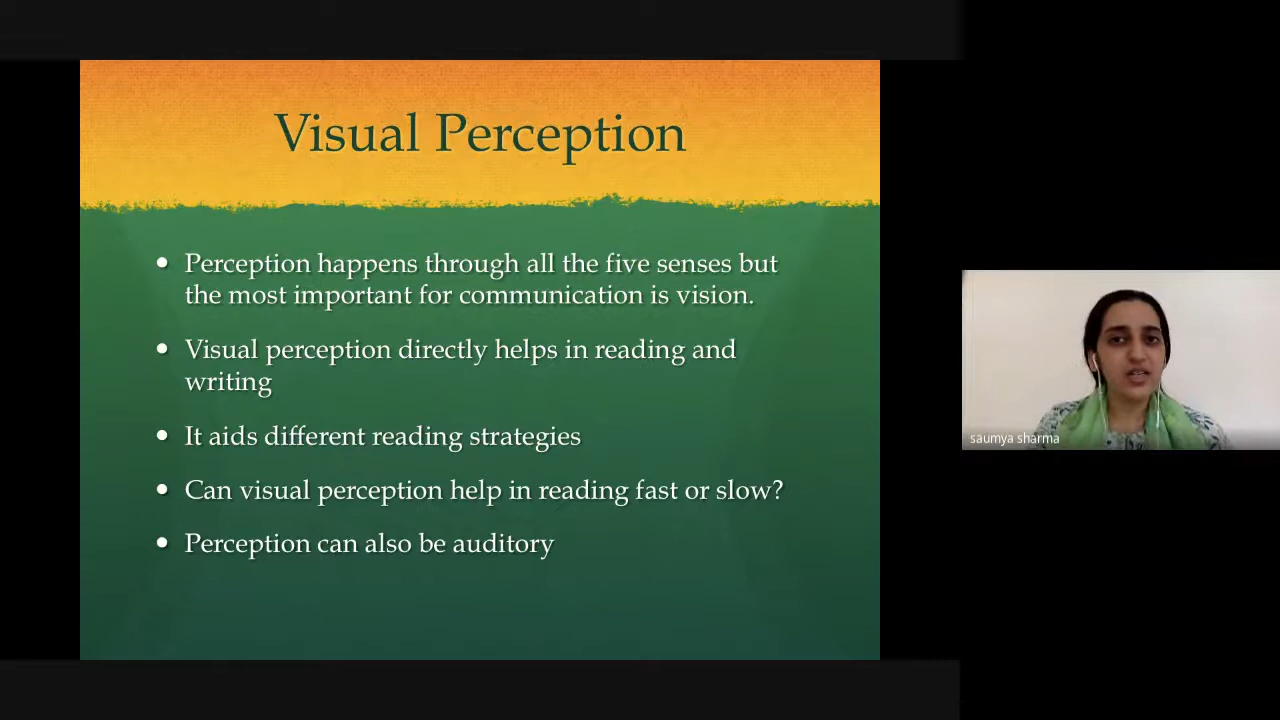 Visual Perception
Perception happens through all the five senses but
the most important for communication is vision.
Visual perception directly helps in reading and
writing
It aids different reading strategies
Can visual perception help in reading fast or slow?
Perception can also be auditory
saumya sharma